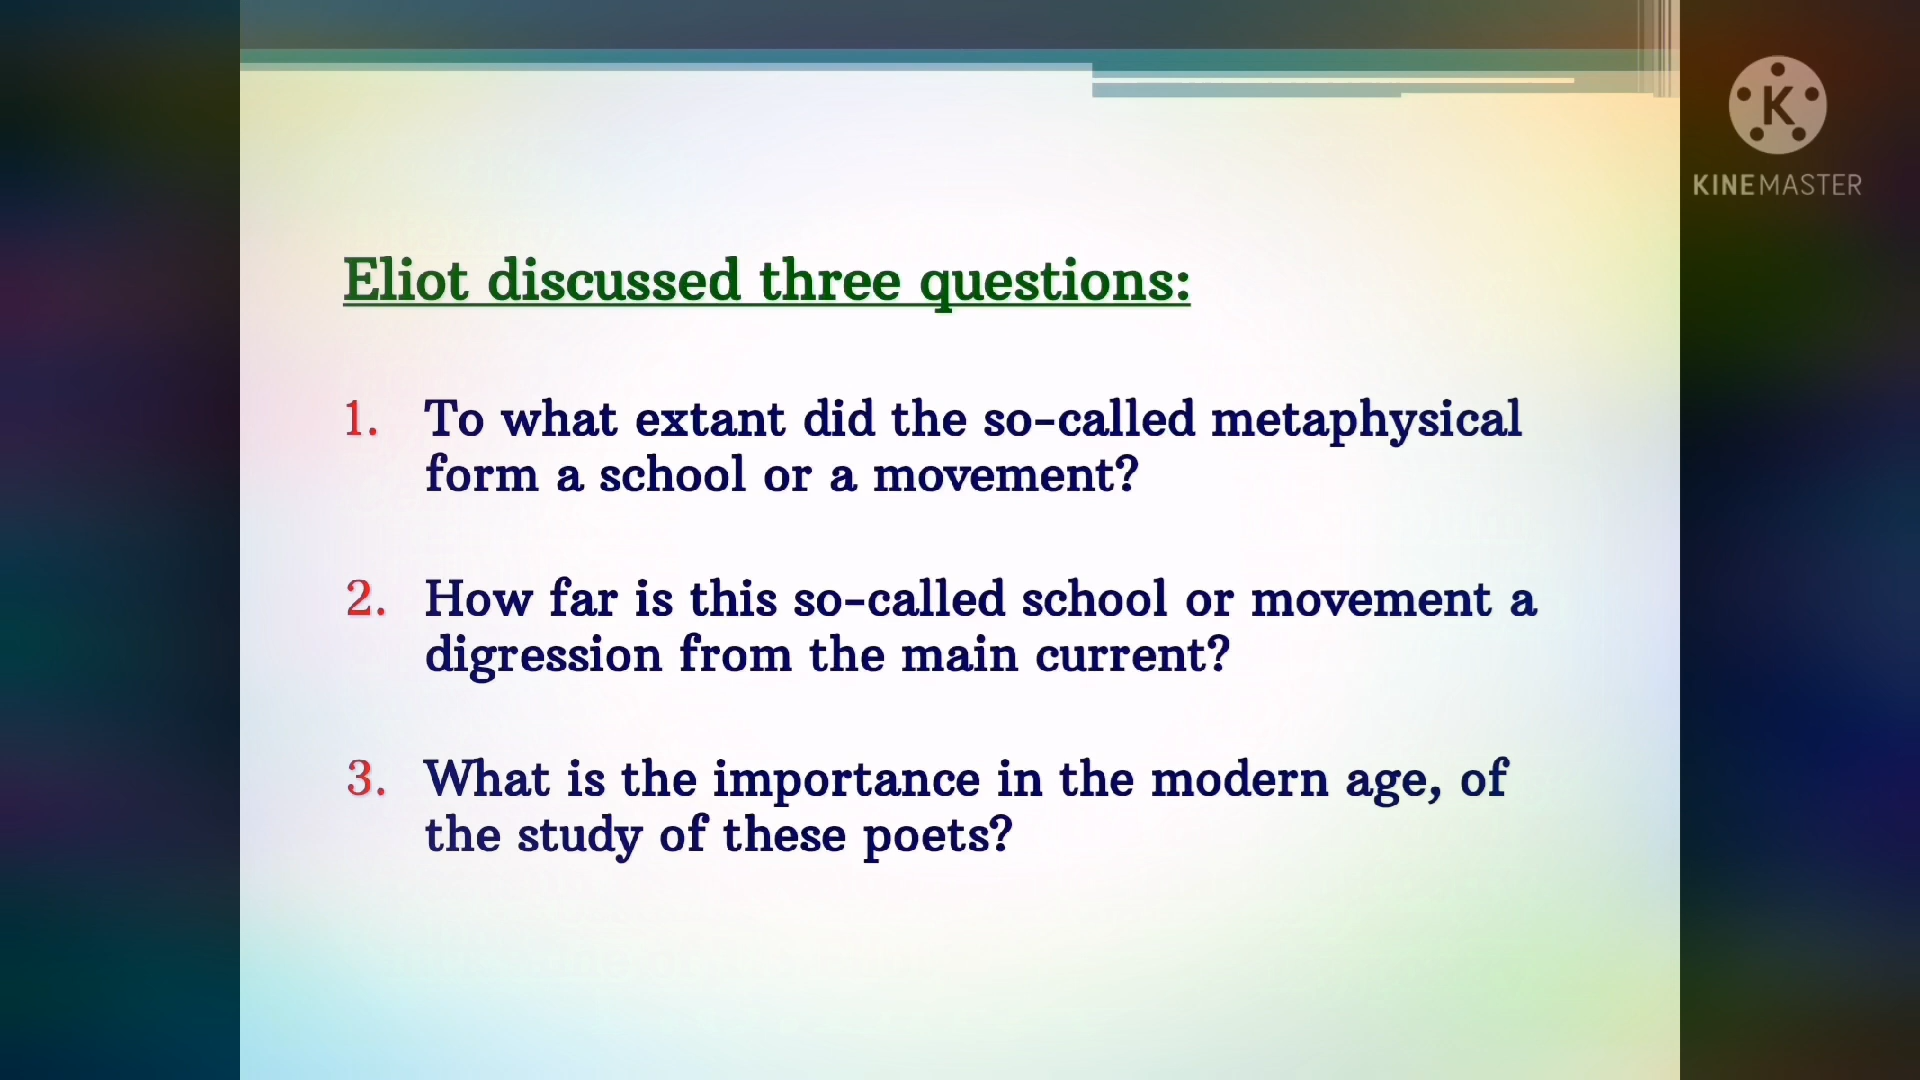 KINEMASTER
Eliot discussed three questions:
1. To what extant did the so-called metaphysical
form a school or a movement?
2. How far is this so-called school or movement a
digression from the main current?
3. What is the importance in the modern age, of
the study of these poets?